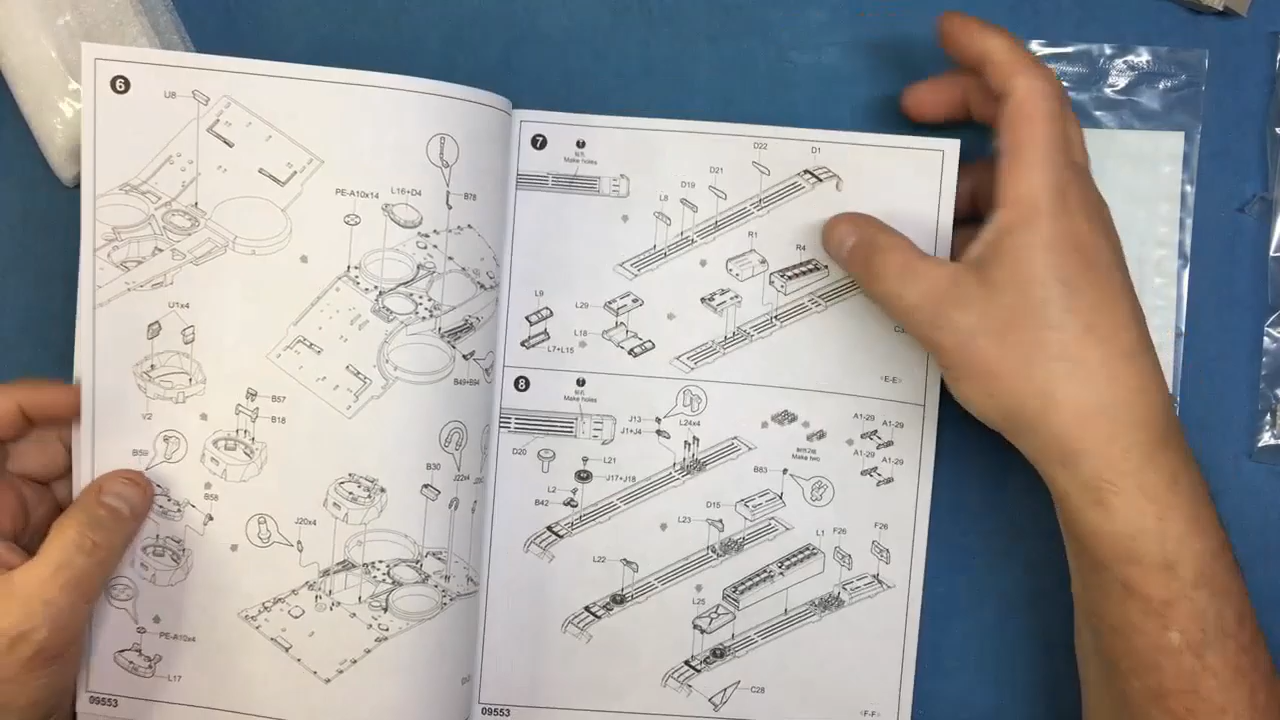 6
U8
PE-A10x14
L16+D4
B78
U1x4
B49+B94
B57
B18
B30
J22x4
B58
J20x4
PE-A10x4
L17
09553
7
Make holes
D22
D1
D21
D19
L8
R1
R4
L9
L29
L18
L7+L15
<E-E>
8
Make holes
J13
J1+J4
L24x4
A1-29
A1-29
Make two
A1-29
A1-29
D20
L21
J17+J18
L2
B42
B83
D15
L23
L1
F26
F26
L22
L25
C28
09553
<F-F>